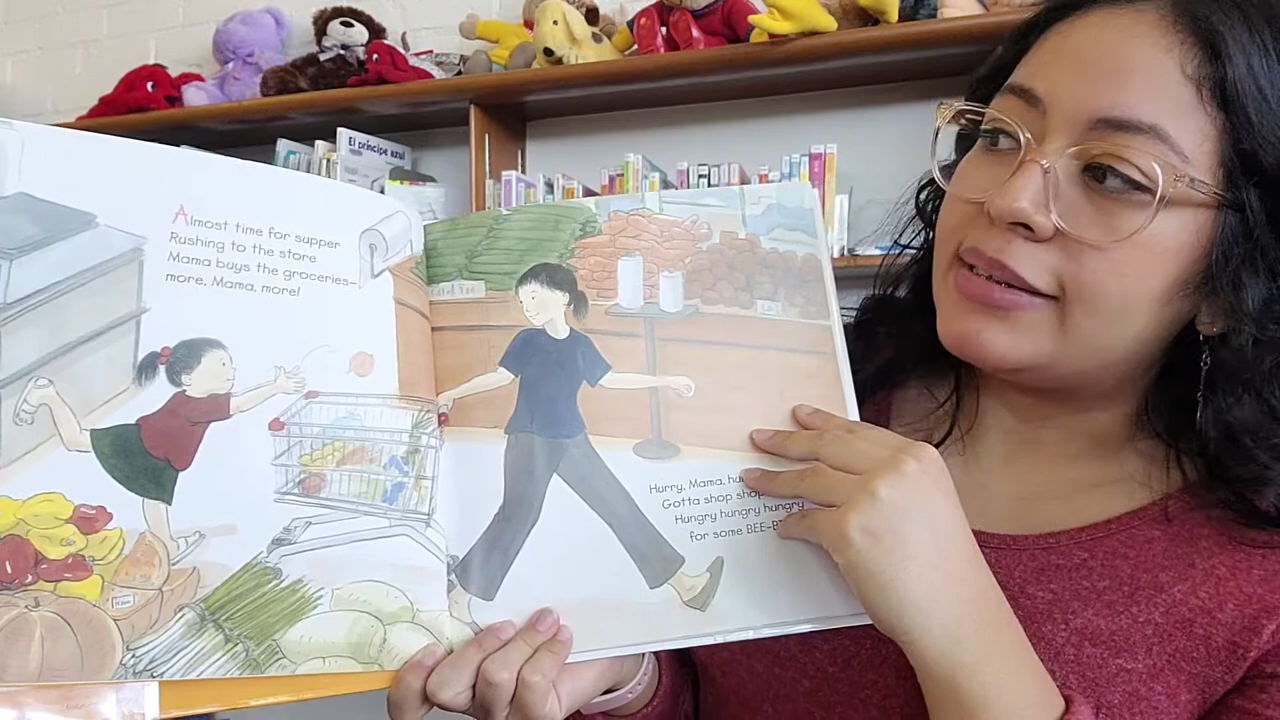 El príncipe azul
Almost time for supper
Rushing to the store
Mama buys the groceries—
more, Mama, more!
Hurry, Mama, hu
Gotta shop shop
Hungry hungry hungry
for some BEE-B